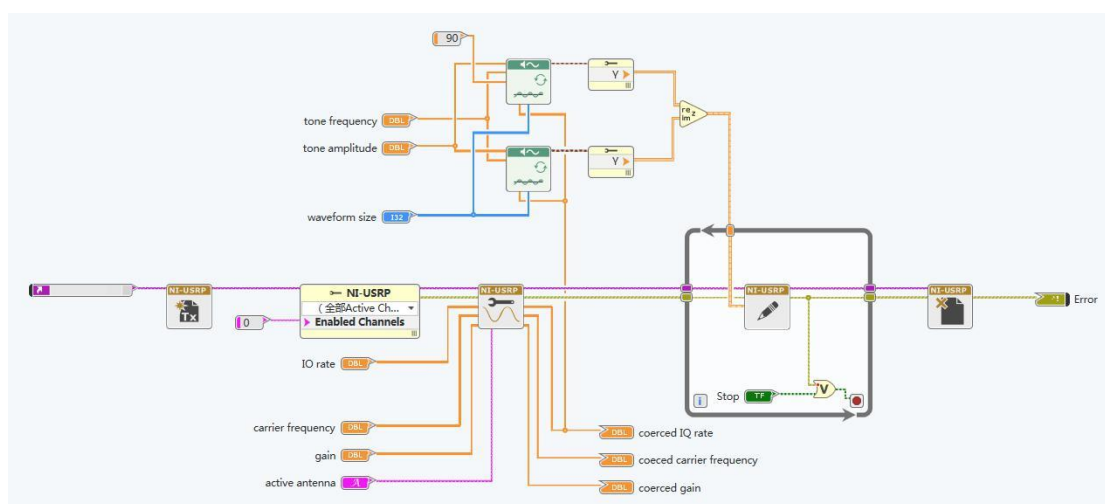 90
Y
re
im
z
tone frequency
DBL
tone amplitude
DBL
Y
waveform size
I32
NI-USRP
Tx
NI-USRP
(全部Active Ch...
Enabled Channels
0
NI-USRP
NI-USRP
NI-USRP
Error
IO rate
DBL
Stop
TF
V
i
carrier frequency
DBL
DBL
coerced IQ rate
gain
DBL
DBL
coeced carrier frequency
active antenna
DBL
coerced gain